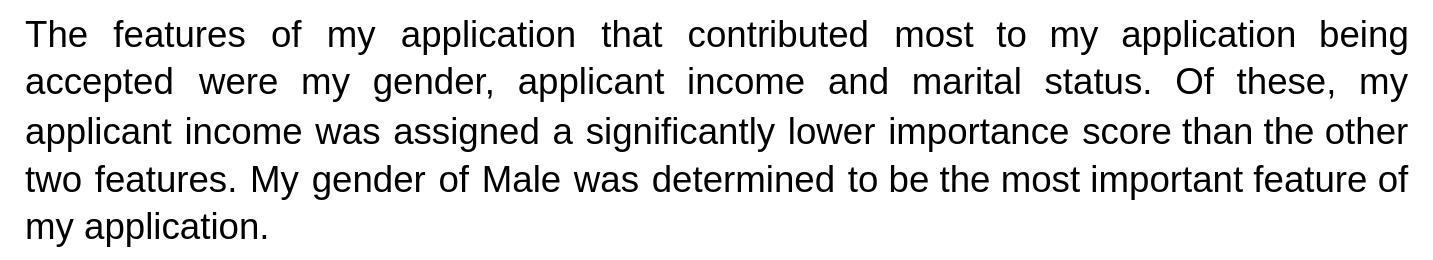 The features of my application that contributed most to my application being
accepted were my gender, applicant income and marital status. Of these, my
applicant income was assigned a significantly lower importance score than the other
two features. My gender of Male was determined to be the most important feature of
my application.